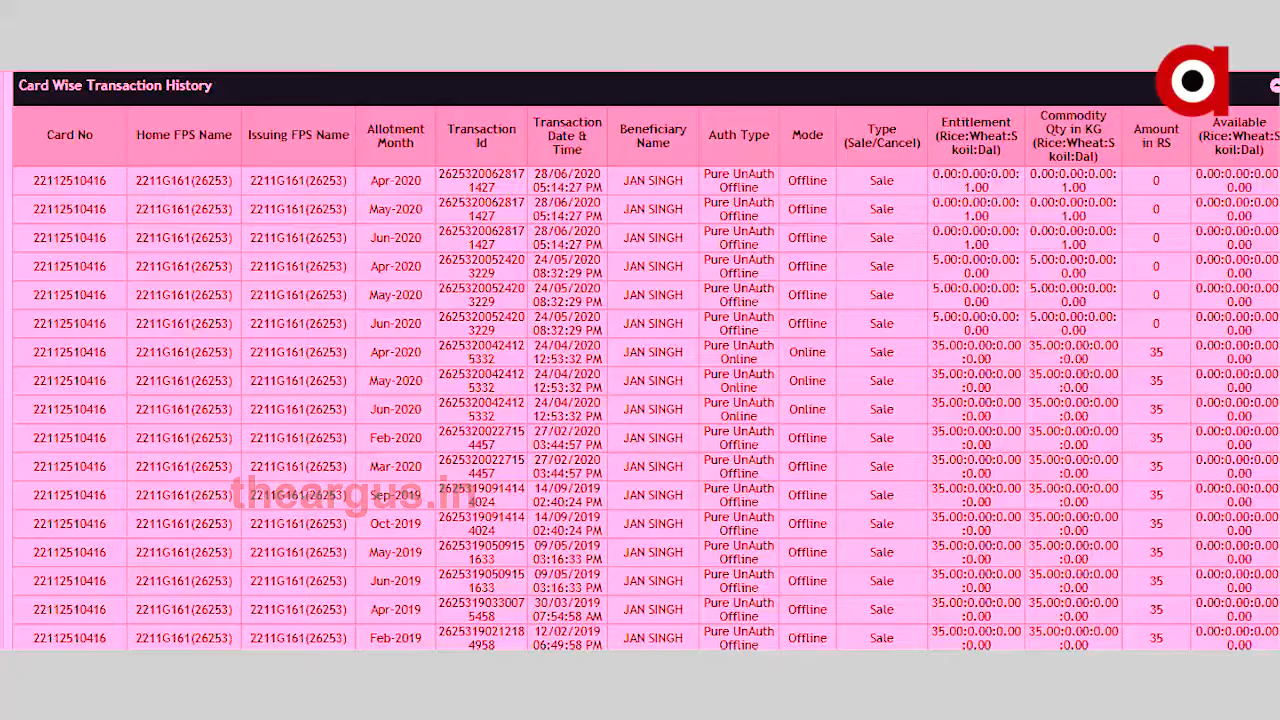 Card Wise Transaction History
Card No Home FPS Name Issuing FPS Name Allotment Month Transaction Id Transaction Date & Time Beneficiary Name Auth Type Mode Type (Sale/Cancel) Entitlement (Rice:Wheat:Skoil:Dal) Commodity Qty in KG (Rice:Wheat:Skoil:Dal) Amount in RS Available (Rice:Wheat:Skoil:Dal)
22112510416 2211G161(26253) 2211G161(26253) Apr-2020 26253200628171427 28/06/2020 05:14:27 PM JAN SINGH Pure UnAuth Offline Offline Sale 0.00:0.00:0.00:1.00 0.00:0.00:0.00:1.00 0 0.00:0.00:0.00:0.00
22112510416 2211G161(26253) 2211G161(26253) May-2020 26253200628171427 28/06/2020 05:14:27 PM JAN SINGH Pure UnAuth Offline Offline Sale 0.00:0.00:0.00:1.00 0.00:0.00:0.00:1.00 0 0.00:0.00:0.00:0.00
22112510416 2211G161(26253) 2211G161(26253) Jun-2020 26253200628171427 28/06/2020 05:14:27 PM JAN SINGH Pure UnAuth Offline Offline Sale 0.00:0.00:0.00:1.00 0.00:0.00:0.00:1.00 0 0.00:0.00:0.00:0.00
22112510416 2211G161(26253) 2211G161(26253) Apr-2020 26253200524203229 24/05/2020 08:32:29 PM JAN SINGH Pure UnAuth Offline Offline Sale 5.00:0.00:0.00:0.00 5.00:0.00:0.00:0.00 0 0.00:0.00:0.00:0.00
22112510416 2211G161(26253) 2211G161(26253) May-2020 26253200524203229 24/05/2020 08:32:29 PM JAN SINGH Pure UnAuth Offline Offline Sale 5.00:0.00:0.00:0.00 5.00:0.00:0.00:0.00 0 0.00:0.00:0.00:0.00
22112510416 2211G161(26253) 2211G161(26253) Jun-2020 26253200524203229 24/05/2020 08:32:29 PM JAN SINGH Pure UnAuth Offline Offline Sale 5.00:0.00:0.00:0.00 5.00:0.00:0.00:0.00 0 0.00:0.00:0.00:0.00
22112510416 2211G161(26253) 2211G161(26253) Apr-2020 26253200424125332 24/04/2020 12:53:32 PM JAN SINGH Pure UnAuth Online Online Sale 35.00:0.00:0.00:0.00 35.00:0.00:0.00:0.00 35 0.00:0.00:0.00:0.00
22112510416 2211G161(26253) 2211G161(26253) May-2020 26253200424125332 24/04/2020 12:53:32 PM JAN SINGH Pure UnAuth Online Online Sale 35.00:0.00:0.00:0.00 35.00:0.00:0.00:0.00 35 0.00:0.00:0.00:0.00
22112510416 2211G161(26253) 2211G161(26253) Jun-2020 26253200424125332 24/04/2020 12:53:32 PM JAN SINGH Pure UnAuth Online Online Sale 35.00:0.00:0.00:0.00 35.00:0.00:0.00:0.00 35 0.00:0.00:0.00:0.00
22112510416 2211G161(26253) 2211G161(26253) Feb-2020 26253200227154457 27/02/2020 03:44:57 PM JAN SINGH Pure UnAuth Offline Offline Sale 35.00:0.00:0.00:0.00 35.00:0.00:0.00:0.00 35 0.00:0.00:0.00:0.00
22112510416 2211G161(26253) 2211G161(26253) Mar-2020 26253200227154457 27/02/2020 03:44:57 PM JAN SINGH Pure UnAuth Offline Offline Sale 35.00:0.00:0.00:0.00 35.00:0.00:0.00:0.00 35 0.00:0.00:0.00:0.00
22112510416 2211G161(26253) 2211G161(26253) Sep-2019 26253190914144024 14/09/2019 02:40:24 PM JAN SINGH Pure UnAuth Offline Offline Sale 35.00:0.00:0.00:0.00 35.00:0.00:0.00:0.00 35 0.00:0.00:0.00:0.00
theargus.in
22112510416 2211G161(26253) 2211G161(26253) Oct-2019 26253190914144024 14/09/2019 02:40:24 PM JAN SINGH Pure UnAuth Offline Offline Sale 35.00:0.00:0.00:0.00 35.00:0.00:0.00:0.00 35 0.00:0.00:0.00:0.00
22112510416 2211G161(26253) 2211G161(26253) May-2019 26253190509151633 09/05/2019 03:16:33 PM JAN SINGH Pure UnAuth Offline Offline Sale 35.00:0.00:0.00:0.00 35.00:0.00:0.00:0.00 35 0.00:0.00:0.00:0.00
22112510416 2211G161(26253) 2211G161(26253) Jun-2019 26253190509151633 09/05/2019 03:16:33 PM JAN SINGH Pure UnAuth Offline Offline Sale 35.00:0.00:0.00:0.00 35.00:0.00:0.00:0.00 35 0.00:0.00:0.00:0.00
22112510416 2211G161(26253) 2211G161(26253) Apr-2019 26253190330075458 30/03/2019 07:54:58 AM JAN SINGH Pure UnAuth Offline Offline Sale 35.00:0.00:0.00:0.00 35.00:0.00:0.00:0.00 35 0.00:0.00:0.00:0.00
22112510416 2211G161(26253) 2211G161(26253) Feb-2019 26253190212184958 12/02/2019 06:49:58 PM JAN SINGH Pure UnAuth Offline Offline Sale 35.00:0.00:0.00:0.00 35.00:0.00:0.00:0.00 35 0.00:0.00:0.00:0.00